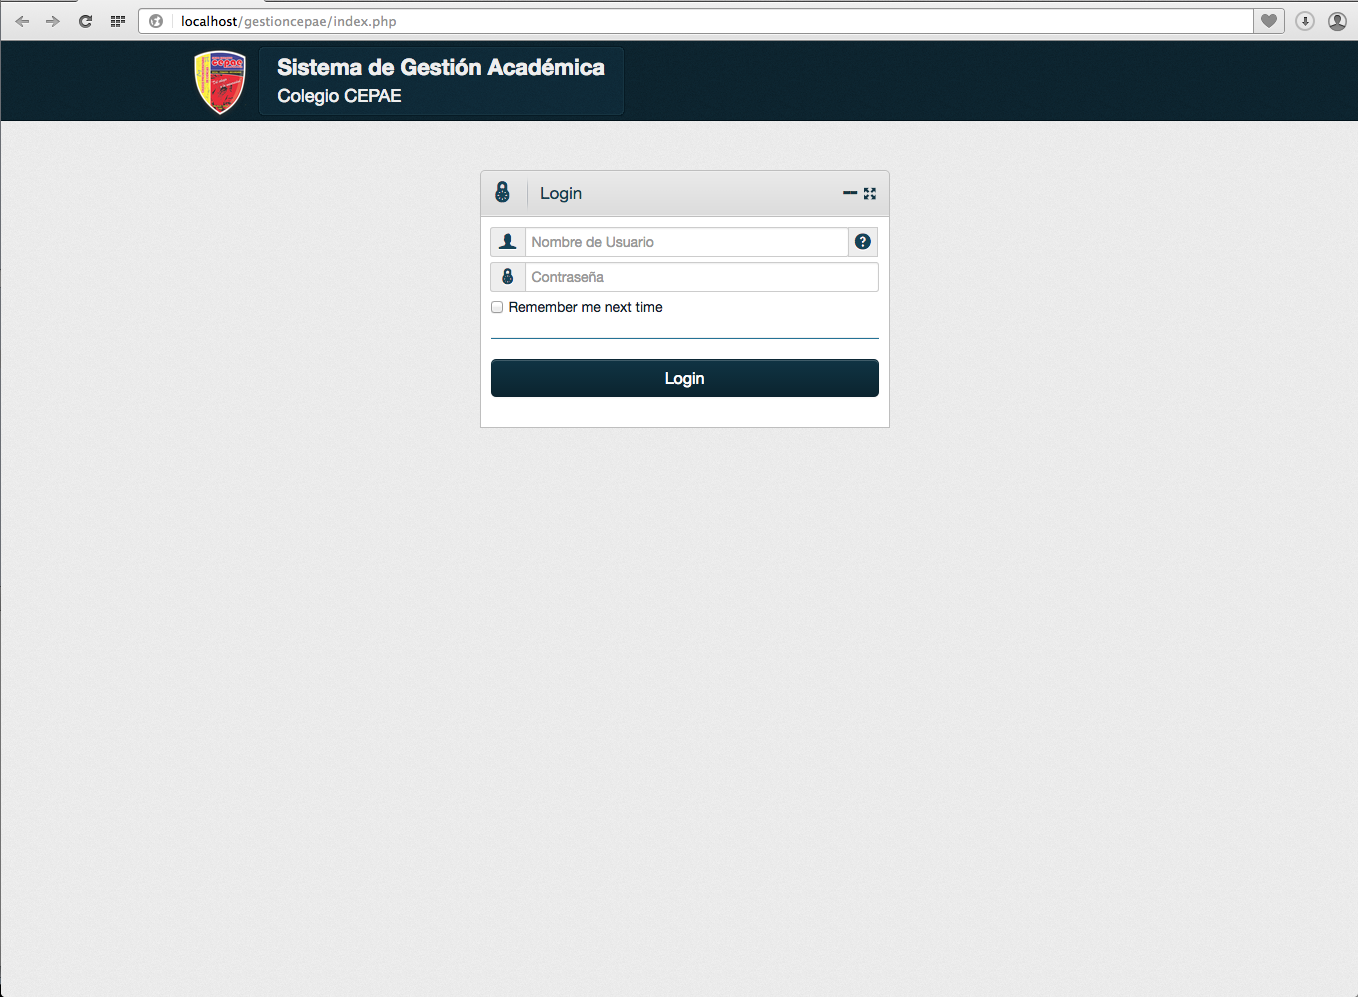 localhost/gestioncepae/index.php
cepae
Sistema de Gestión Académica
Colegio CEPAE
Login
Nombre de Usuario
Contraseña
Remember me next time
Login